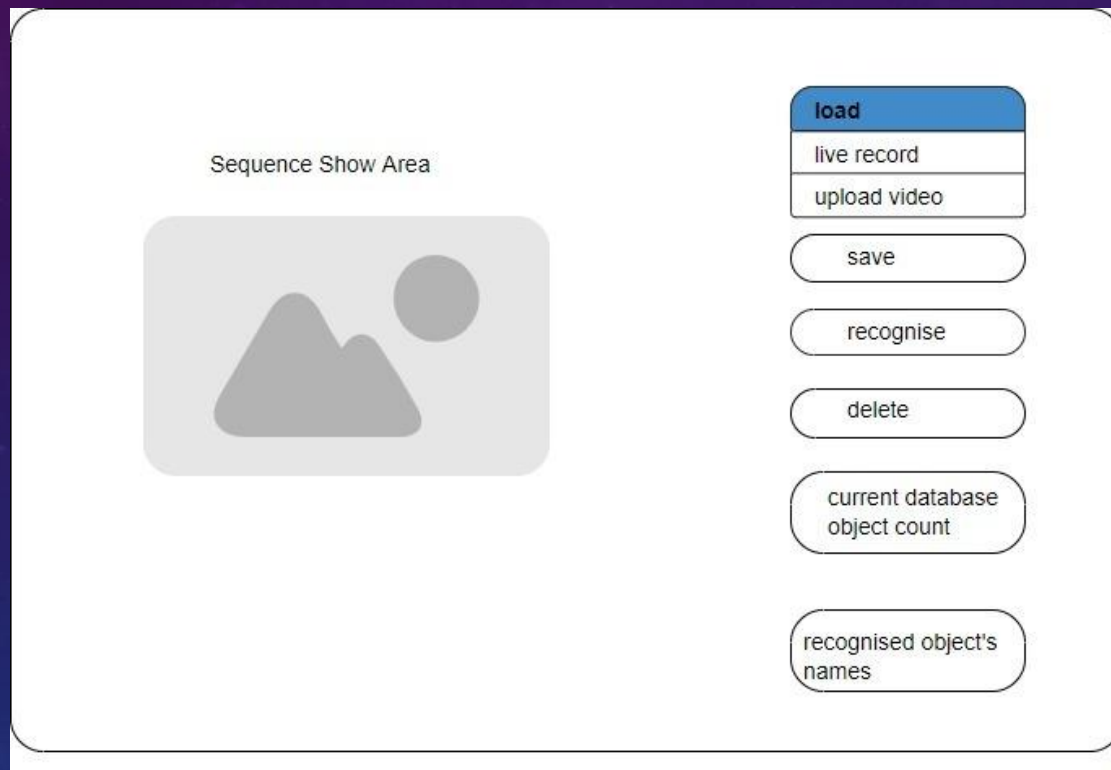 Sequence Show Area
load
live record
upload video
save
recognise
delete
current database
object count
recognised object's
names